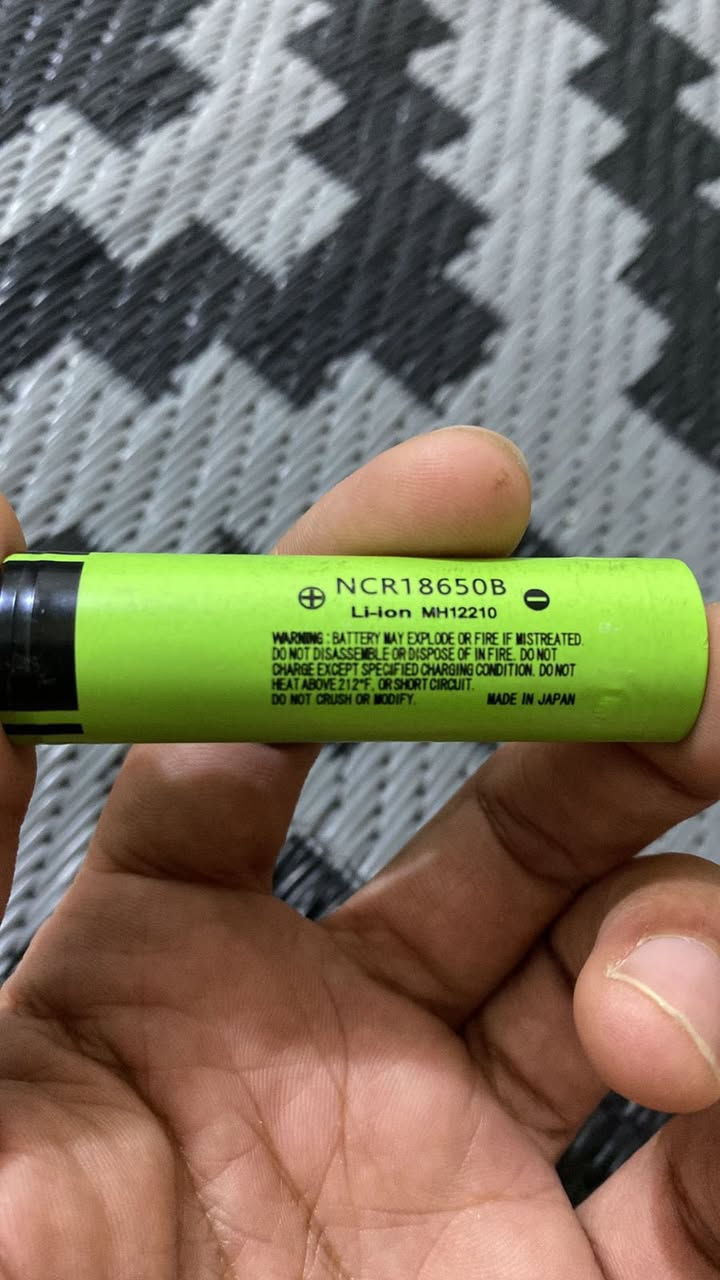 ⊕ NCR18650B ⊖
Li-ion MH12210
WARNING : BATTERY MAY EXPLODE OR FIRE IF MISTREATED.
DO NOT DISASSEMBLE OR DISPOSE OF IN FIRE. DO NOT
CHARGE EXCEPT SPECIFIED CHARGING CONDITION. DO NOT
HEAT ABOVE 212°F, OR SHORT CIRCUIT.
DO NOT CRUSH OR MODIFY. MADE IN JAPAN